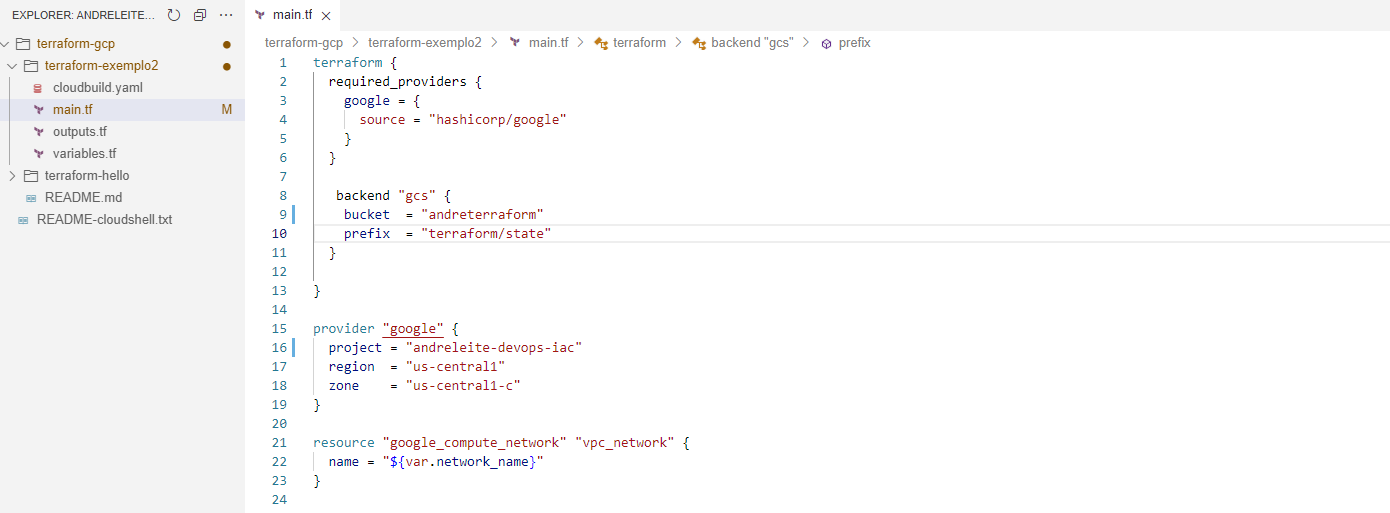 EXPLORER: ANDRELEITE...
main.tf
terraform-gcp
terraform-exemplo2
cloudbuild.yaml
main.tf M
outputs.tf
variables.tf
terraform-hello
README.md
README-cloudshell.txt
terraform-gcp > terraform-exemplo2 > main.tf > terraform > backend "gcs" > prefix
1 terraform {
2   required_providers {
3     google = {
4       source = "hashicorp/google"
5     }
6   }
7
8    backend "gcs" {
9     bucket  = "andreterraform"
10     prefix  = "terraform/state"
11   }
12
13 }
14
15 provider "google" {
16   project = "andreleite-devops-iac"
17   region  = "us-central1"
18   zone    = "us-central1-c"
19 }
20
21 resource "google_compute_network" "vpc_network" {
22   name = "${var.network_name}"
23 }
24